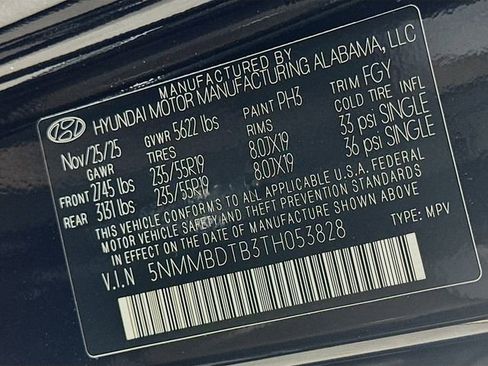 MANUFACTURED BY
HYUNDAI MOTOR MANUFACTURING ALABAMA, LLC
Nov/25/25 GVWR 5622 lbs PAINT PH3 TRIM FGY
GAWR TIRES RIMS COLD TIRE INFL
FRONT 2745 lbs 235/55R19 8.0JX19 33 psi SINGLE
REAR 3131 lbs 235/55R19 8.0JX19 36 psi SINGLE
THIS VEHICLE CONFORMS TO ALL APPLICABLE U.S.A. FEDERAL
MOTOR VEHICLE SAFETY AND THEFT PREVENTION STANDARDS
IN EFFECT ON THE DATE OF MANUFACTURE SHOWN ABOVE.
V.I.N 5NMMBDTB3TH053828 TYPE: MPV